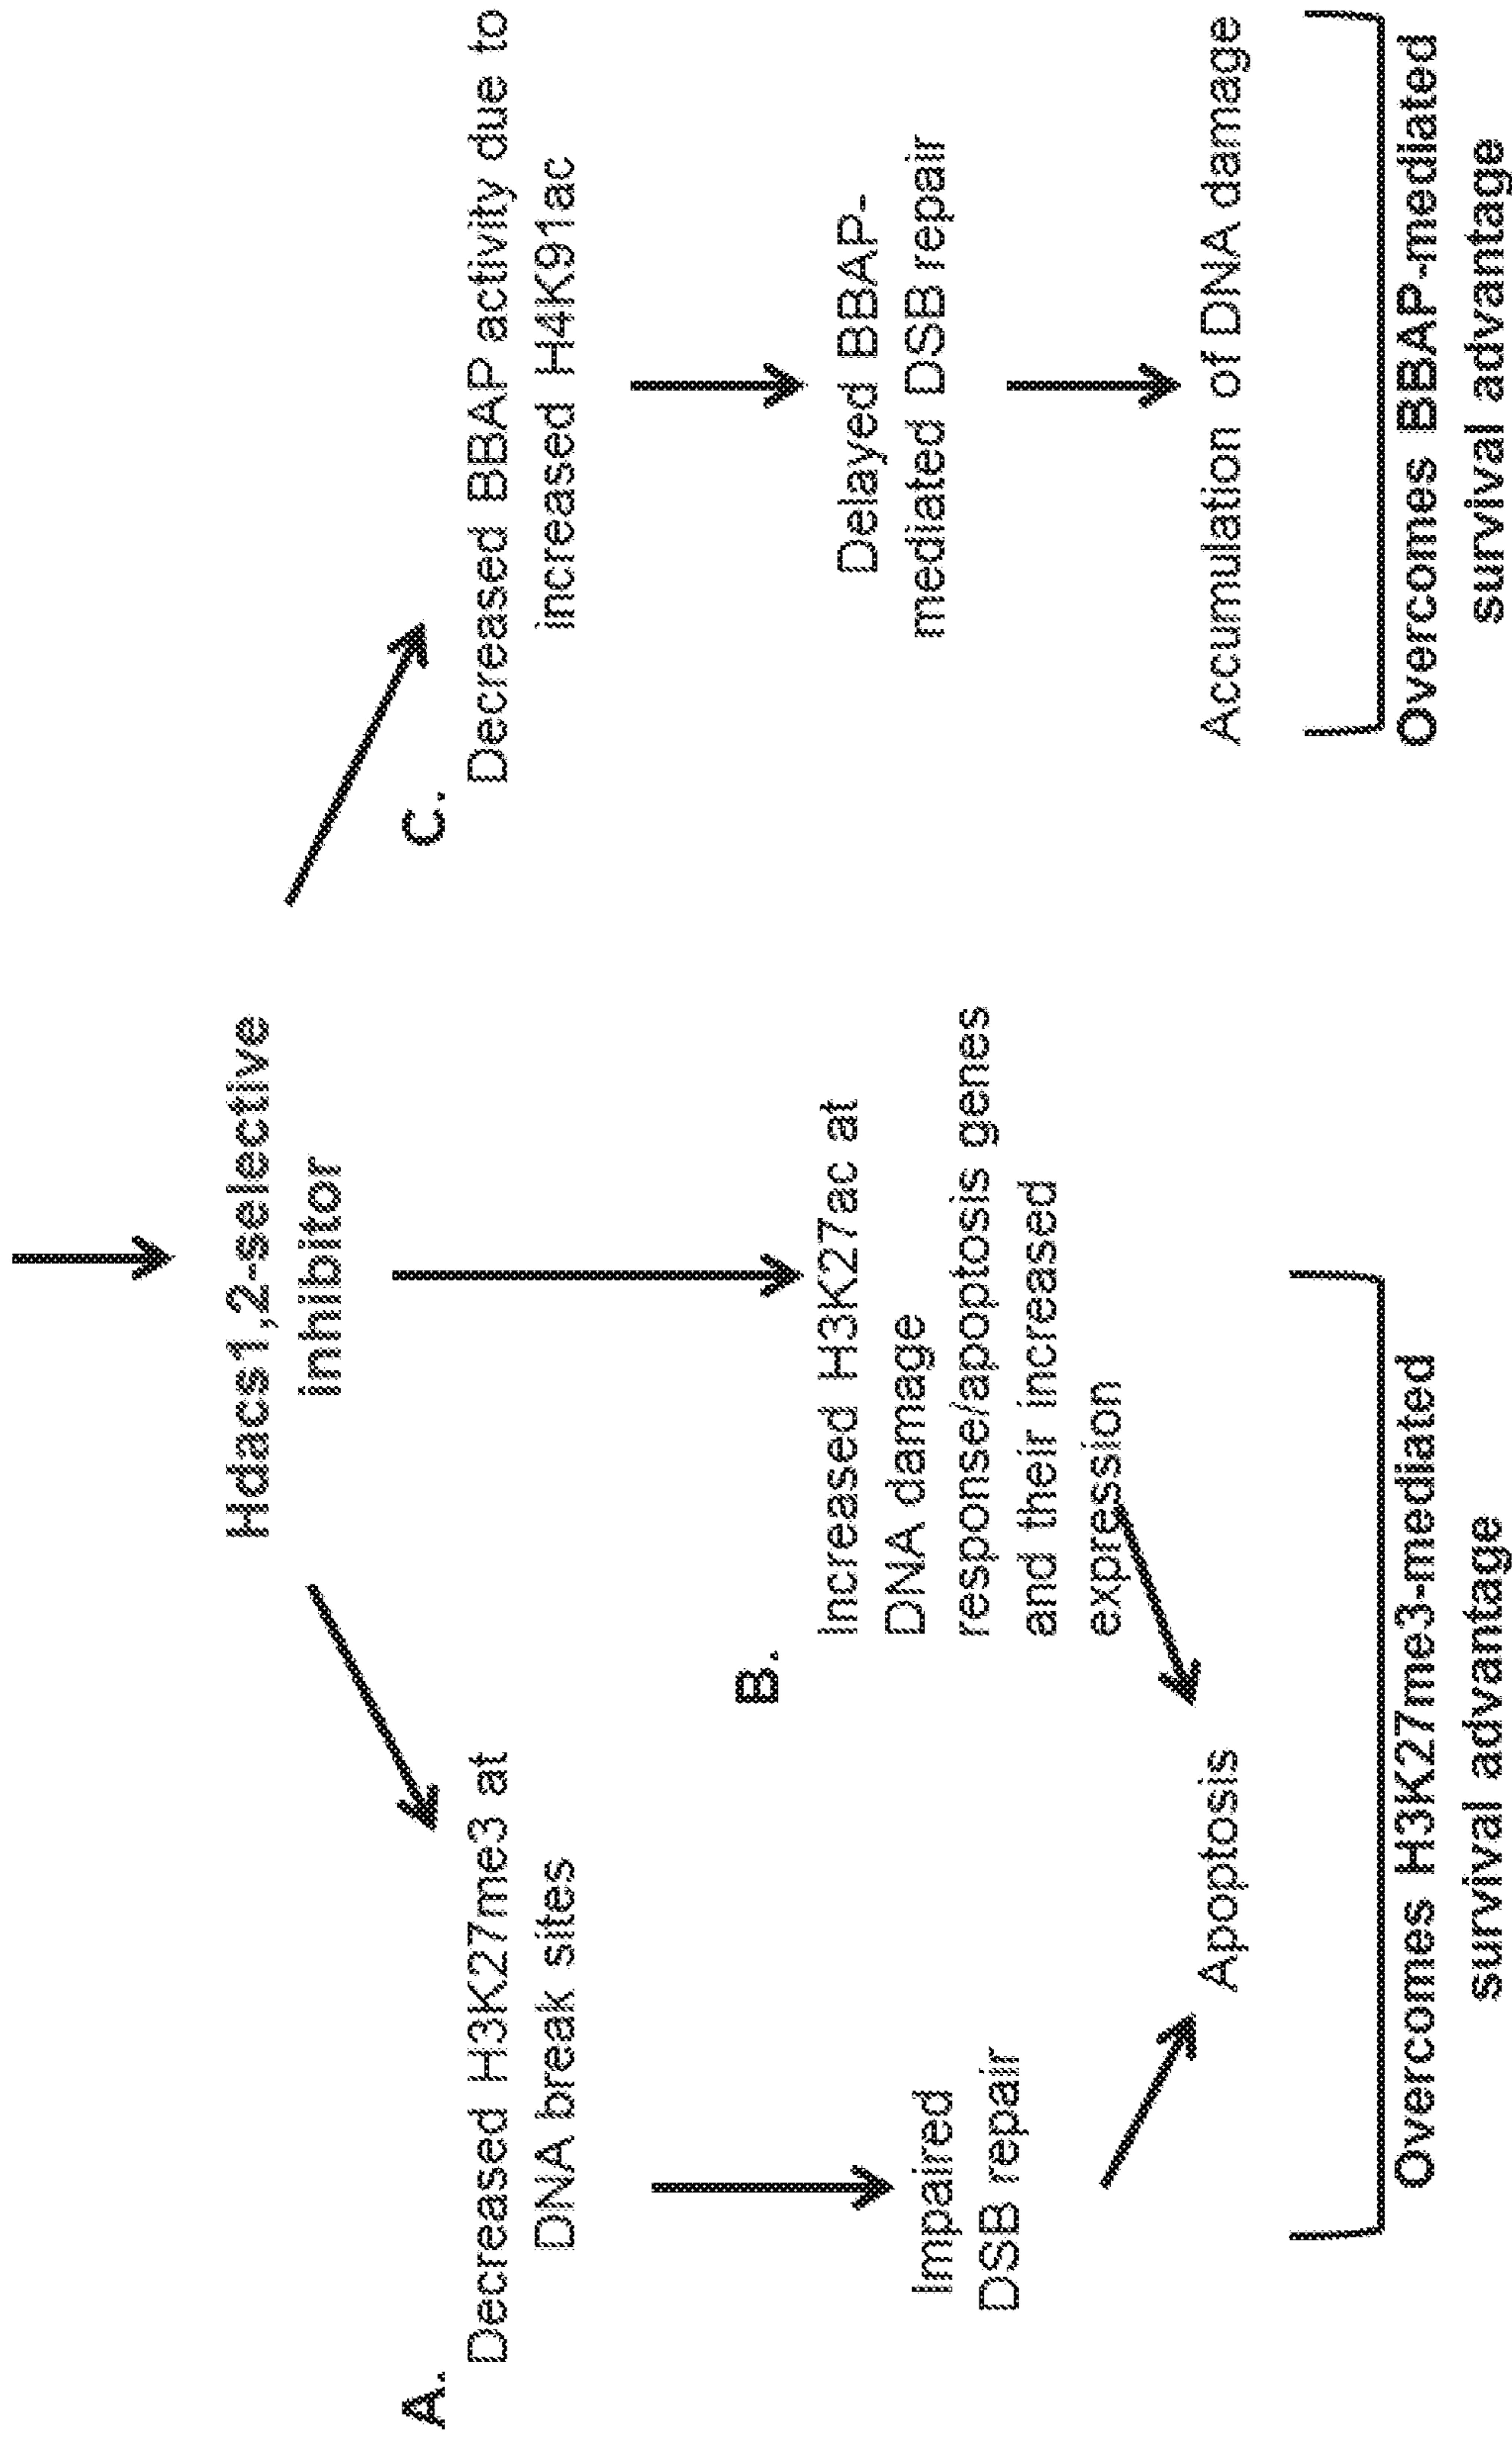 Hdacs1,2-selective
inhibitor
A.
Decreased H3K27me3 at
DNA break sites
Impaired
DSB repair
B.
Increased H3K27ac at
DNA damage
response/apoptosis genes
and their increased
expression
Apoptosis
Overcomes H3K27me3-mediated
survival advantage
C.
Decreased BBAP activity due to
increased H4K91ac
Delayed BBAP-
mediated DSB repair
Accumulation of DNA damage
Overcomes BBAP-mediated
survival advantage